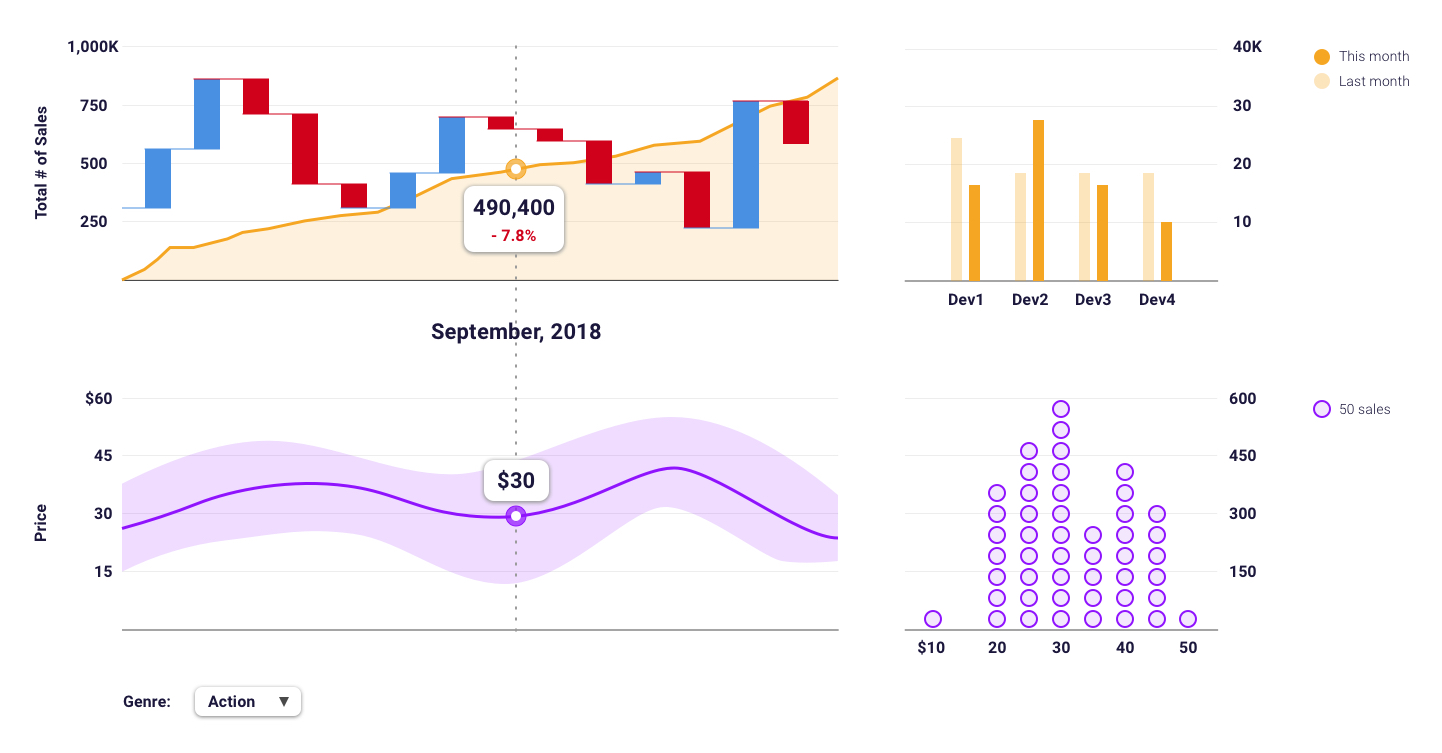 1,000K
750
500
250
Total # of Sales
490,400
- 7.8%
40K
30
20
10
Dev1 Dev2 Dev3 Dev4
This month
Last month
September, 2018
$60
45
30
15
Price
$30
600
450
300
150
$10 20 30 40 50
50 sales
Genre: Action ▼